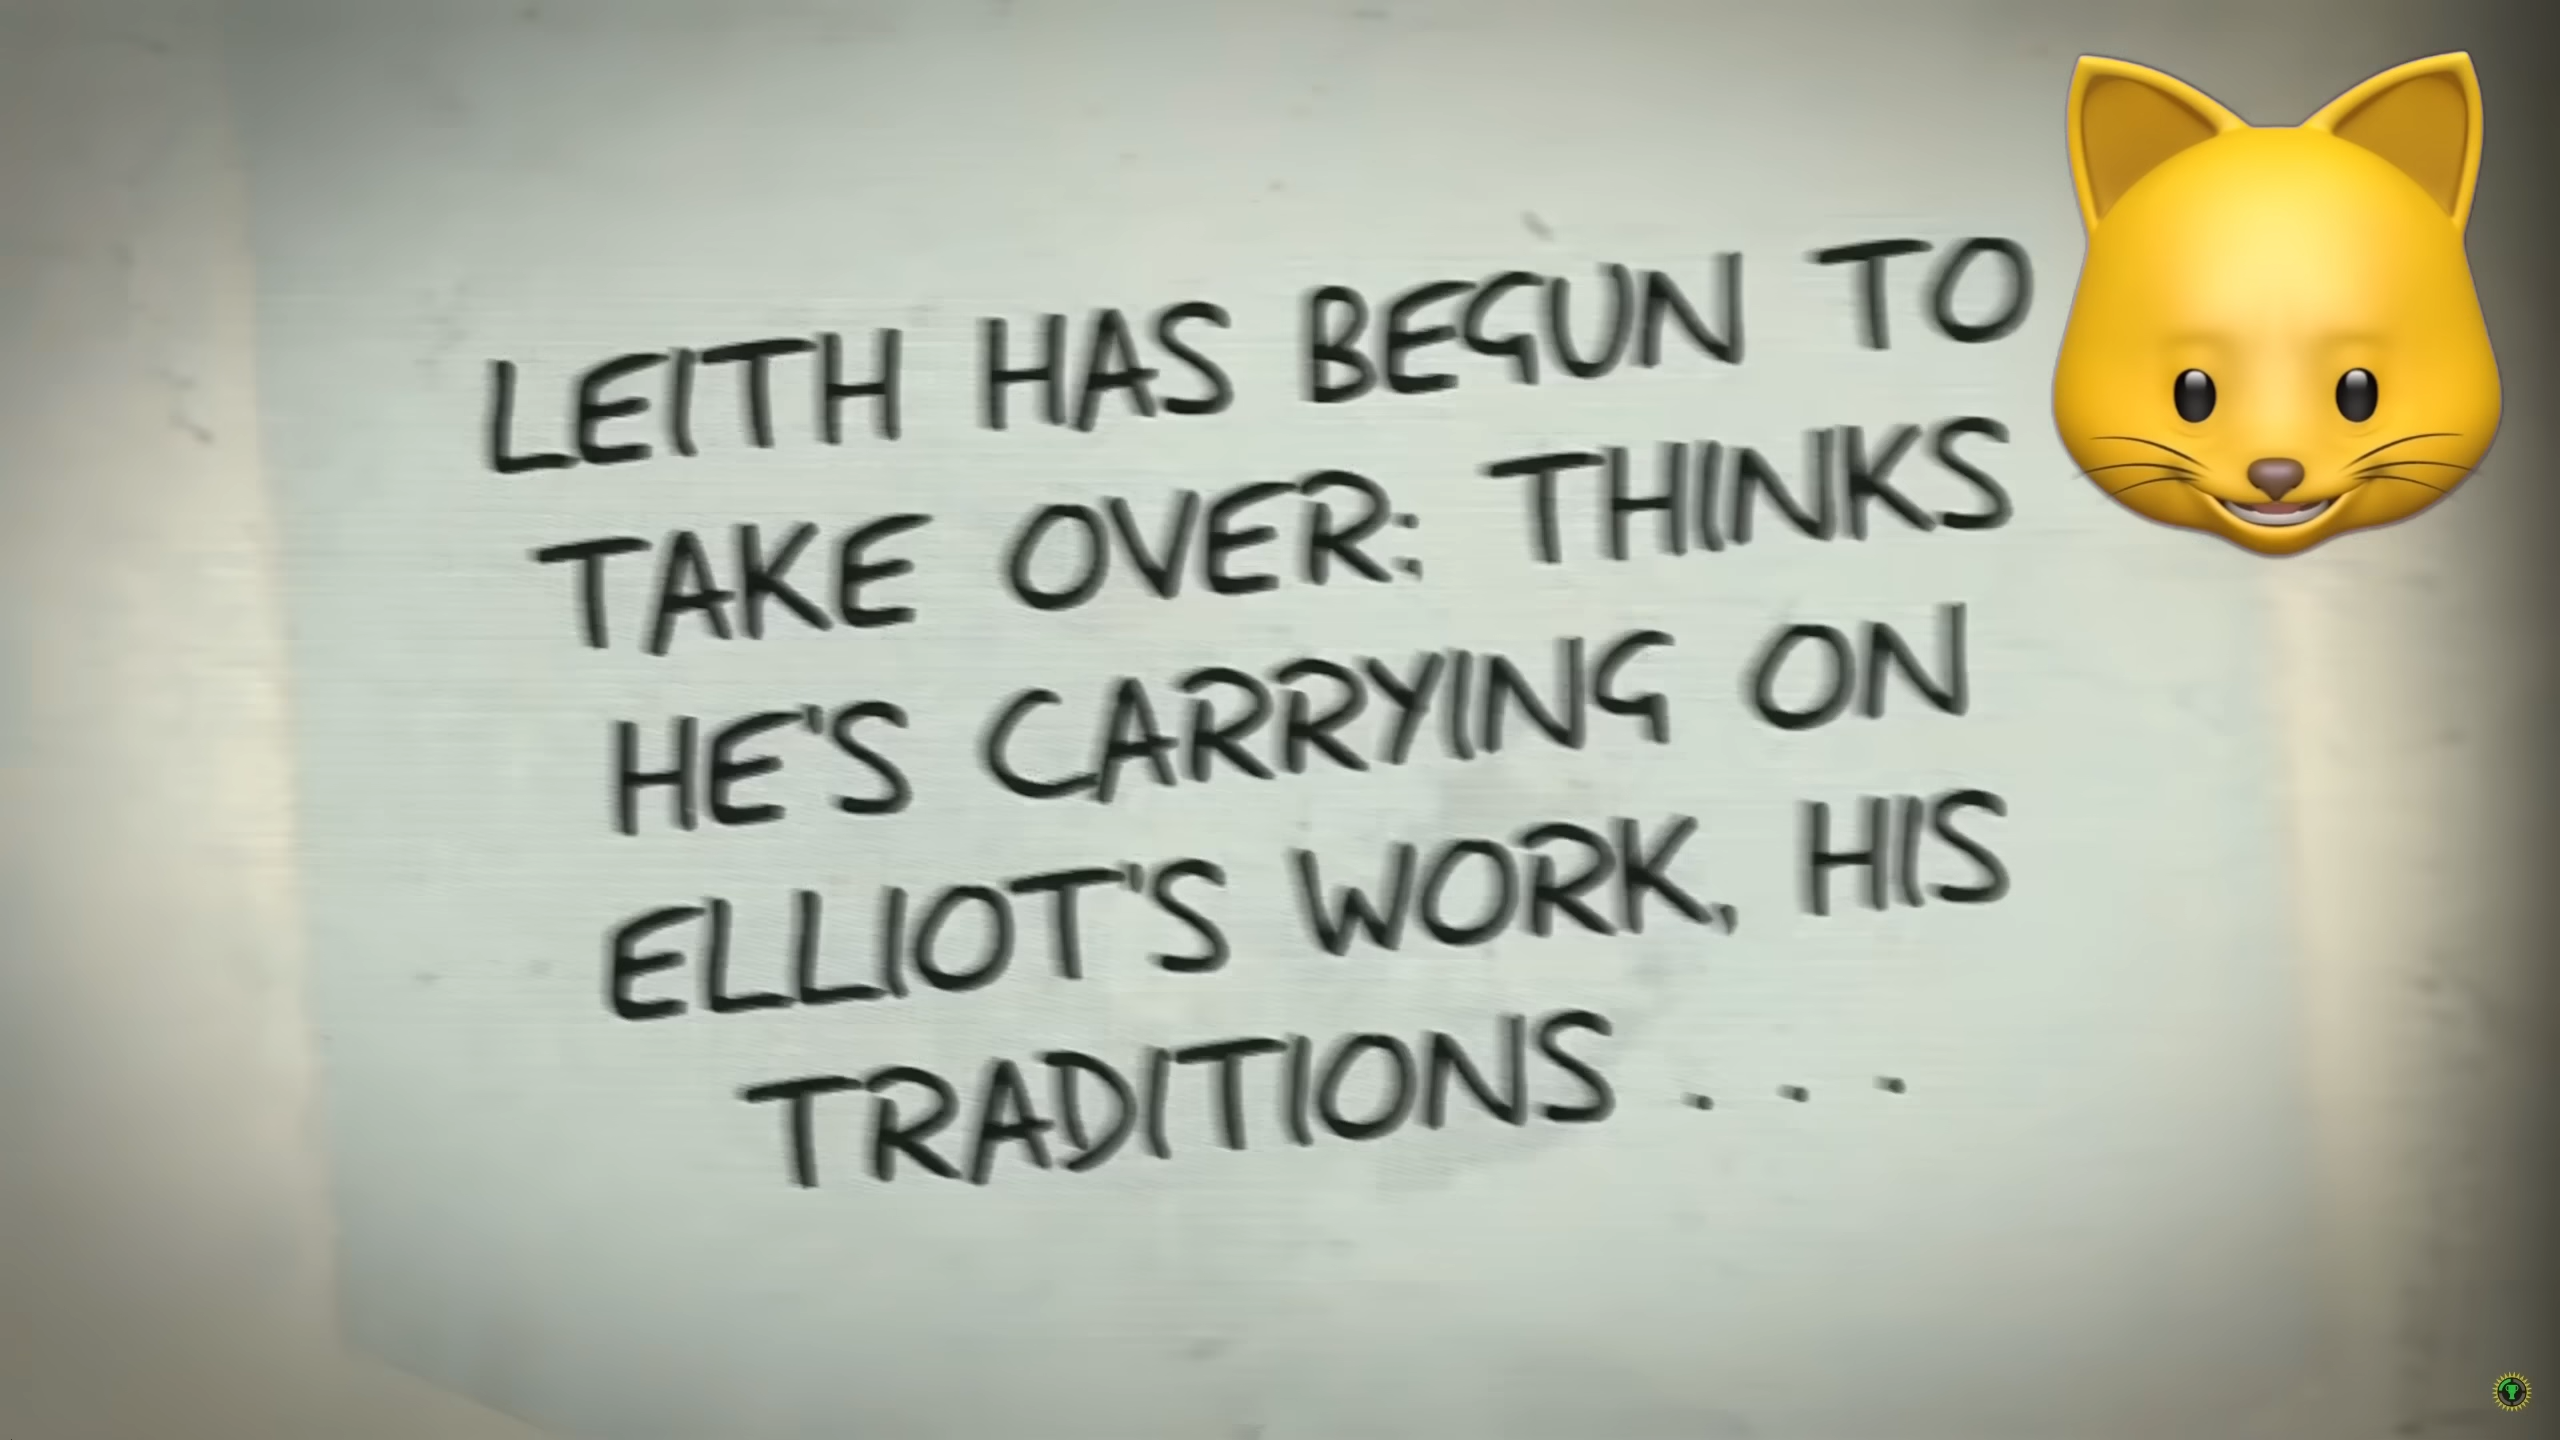 LEITH HAS BEGUN TO
TAKE OVER: THINKS
HE'S CARRYING ON
ELLIOT'S WORK, HIS
TRADITIONS . . .